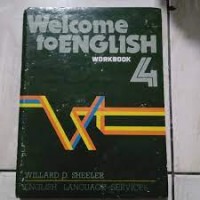 Welcome
to ENGLISH
WORKBOOK
4
WILLARD D. SHEELER
ENGLISH LANGUAGE SERVICES